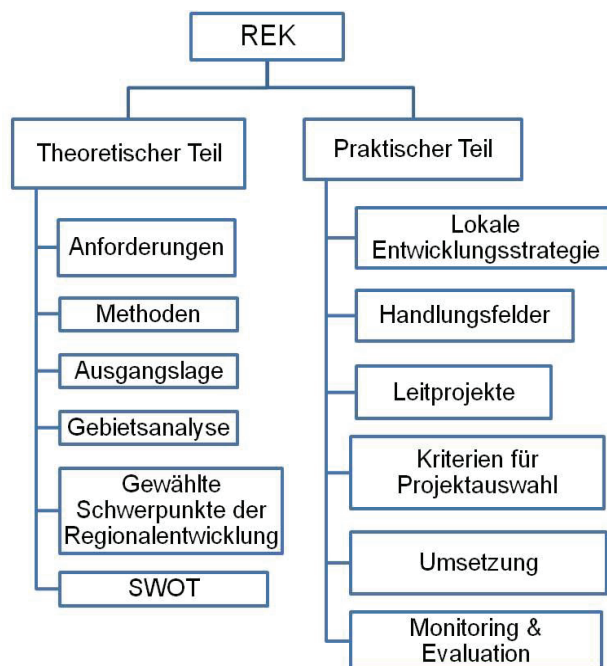 REK
Theoretischer Teil
Anforderungen
Methoden
Ausgangslage
Gebietsanalyse
Gewählte
Schwerpunkte der
Regionalentwicklung
SWOT
Praktischer Teil
Lokale
Entwicklungsstrategie
Handlungsfelder
Leitprojekte
Kriterien für
Projektauswahl
Umsetzung
Monitoring &
Evaluation